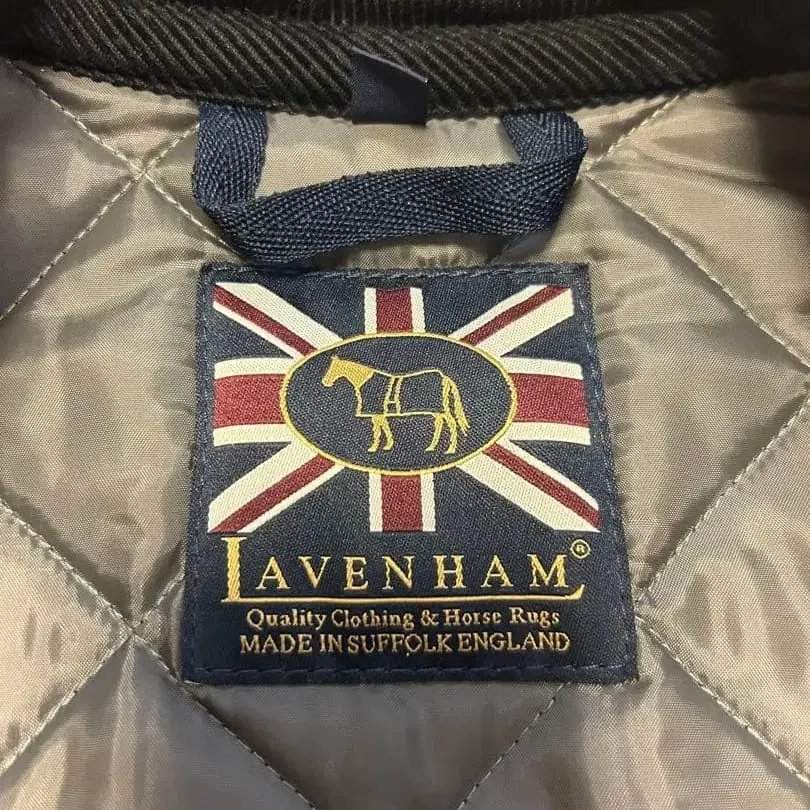 LAVENHAM®
Quality Clothing & Horse Rugs
MADE IN SUFFOLK ENGLAND